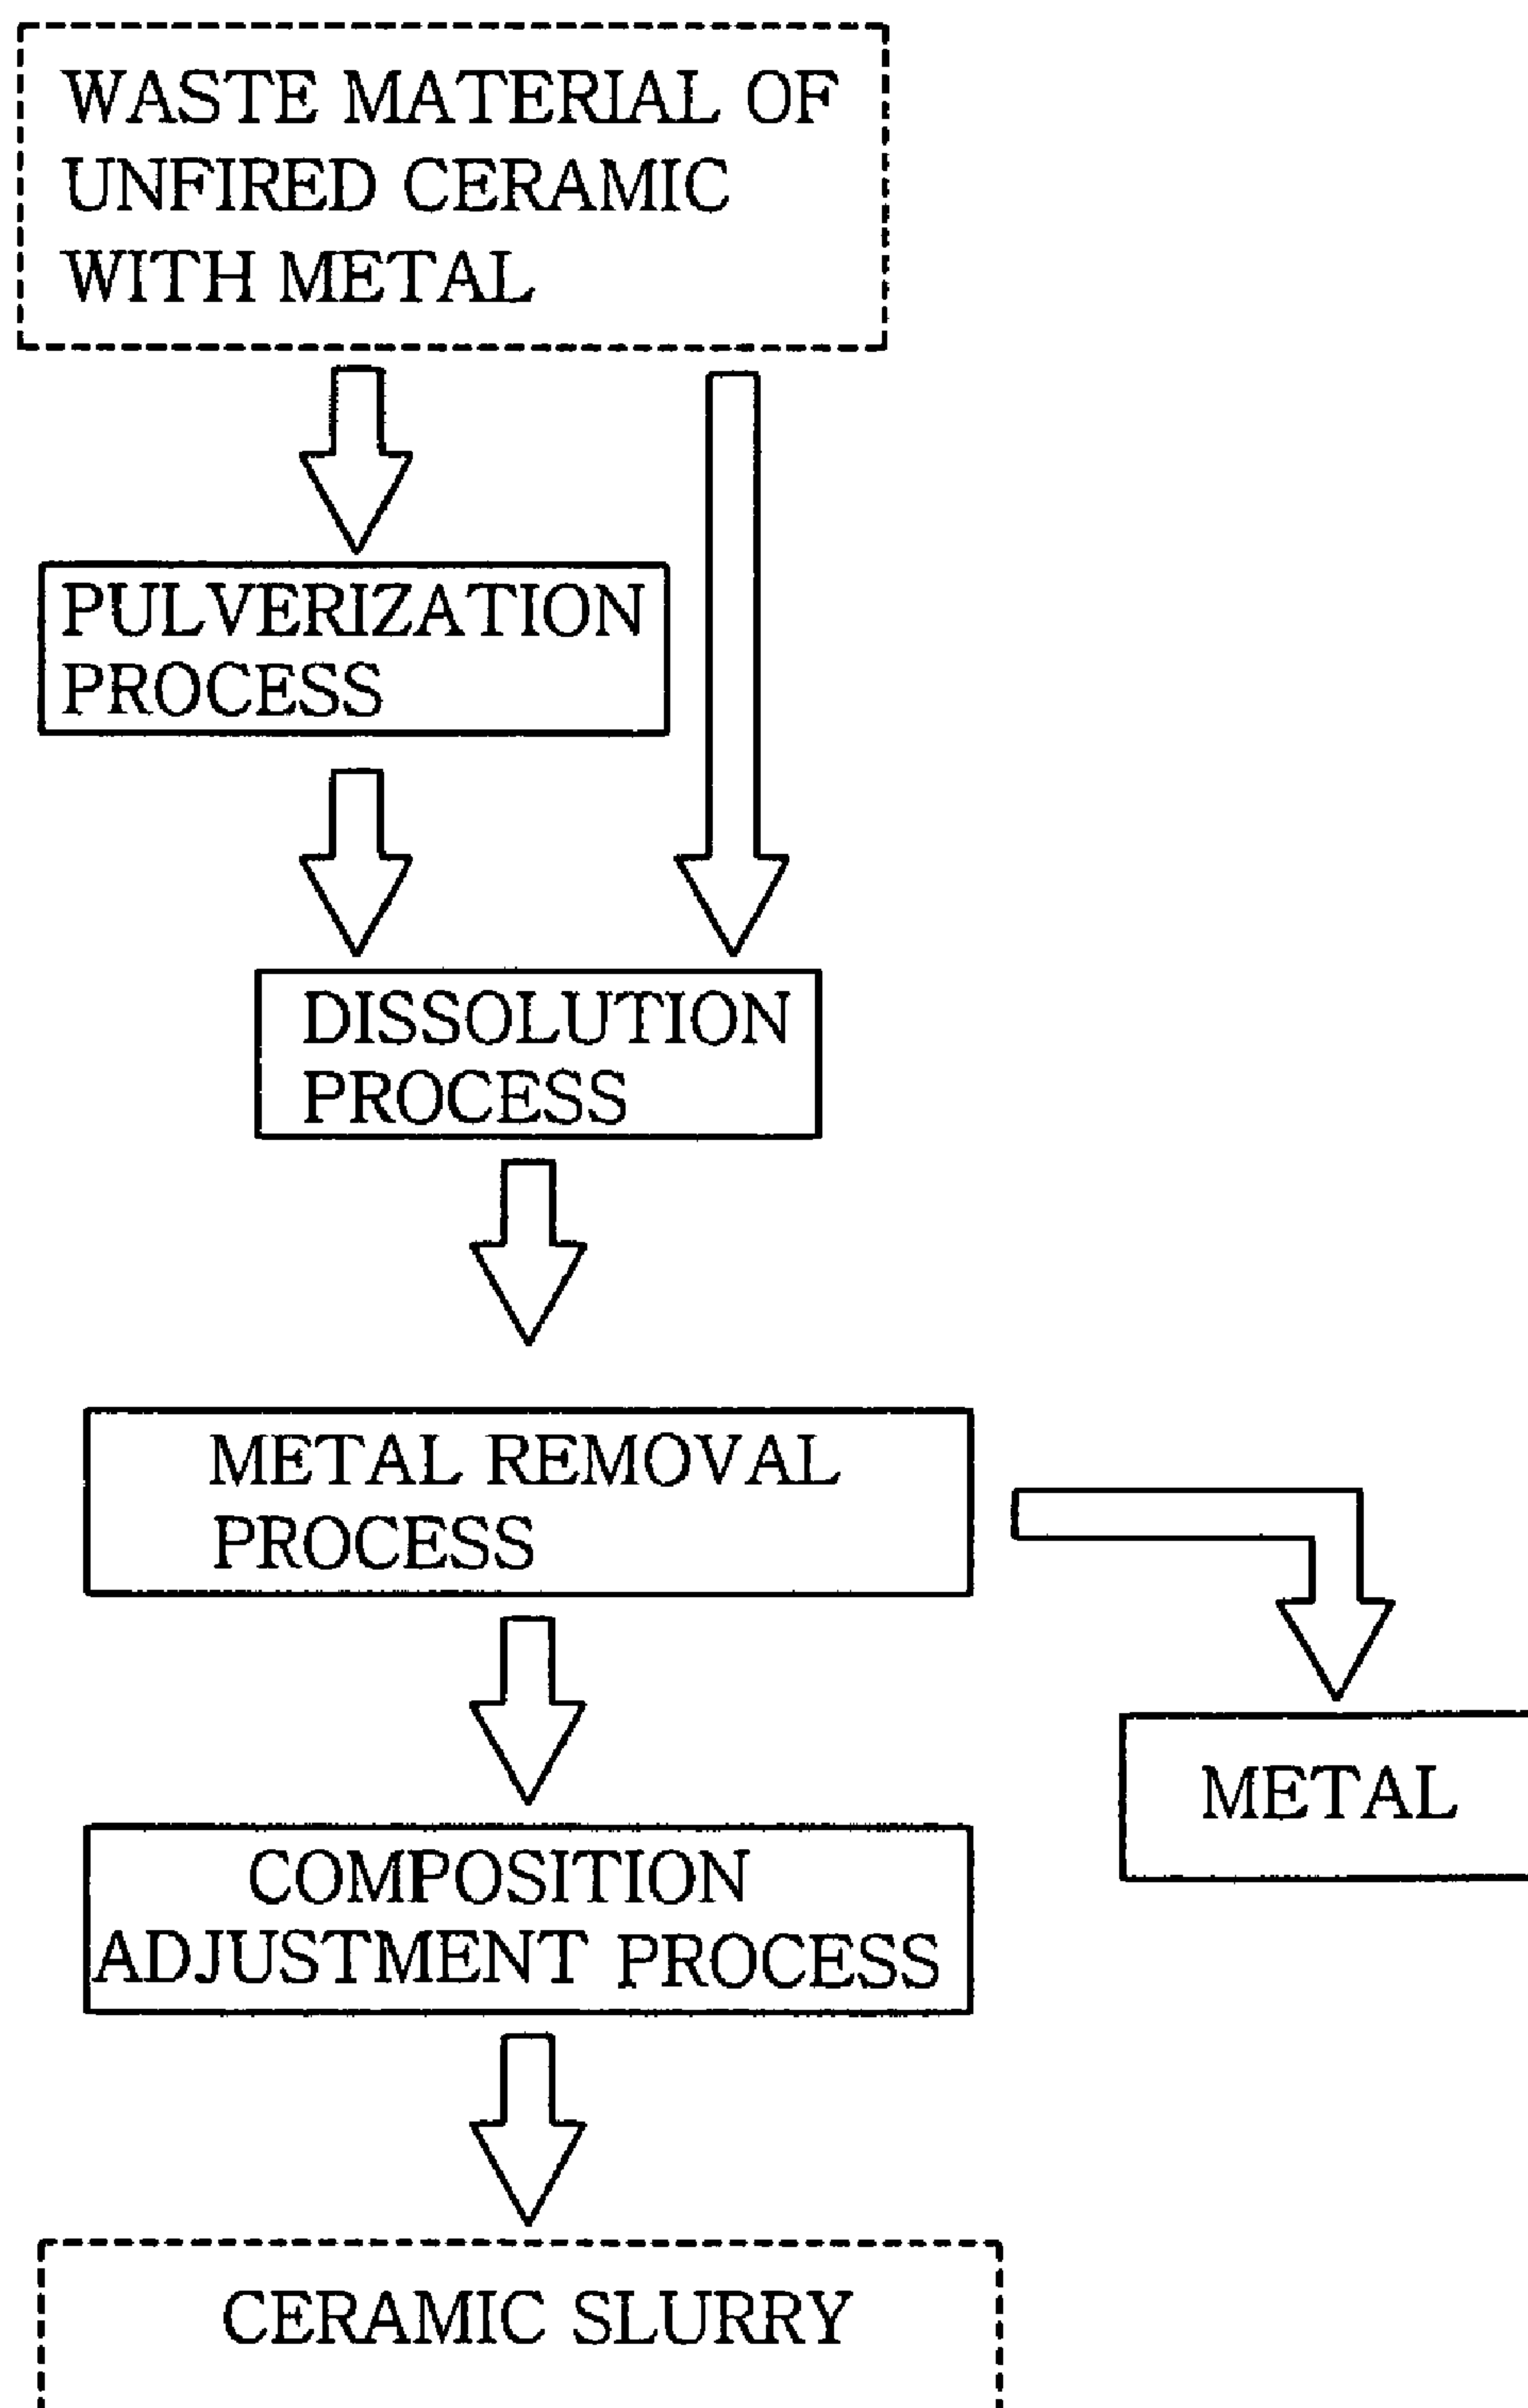 WASTE MATERIAL OF
UNFIRED CERAMIC
WITH METAL
PULVERIZATION
PROCESS
DISSOLUTION
PROCESS
METAL REMOVAL
PROCESS
METAL
COMPOSITION
ADJUSTMENT PROCESS
CERAMIC SLURRY